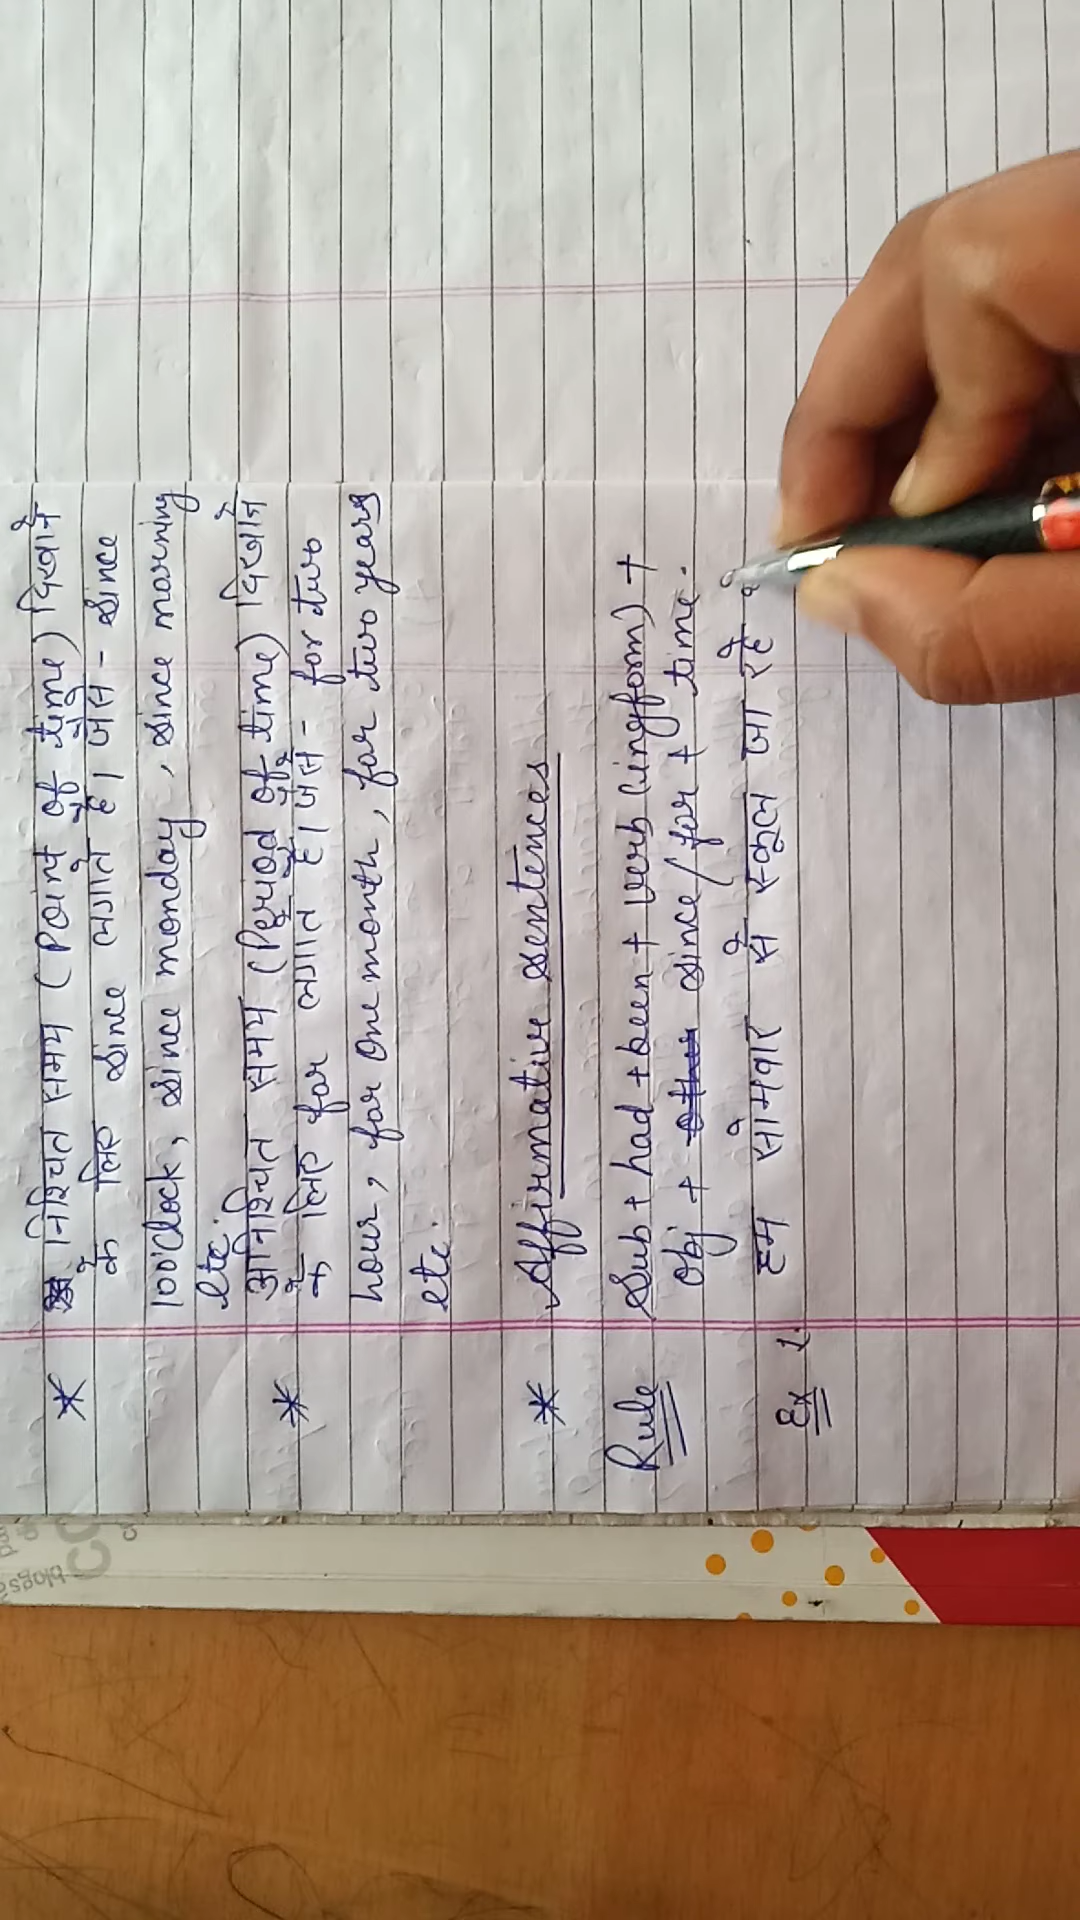 * निश्चित समय (Point of time) दिखाने
के लिए since लगाते है। जैसे - since
10 O'Clock, since monday, since morning
etc.
* अनिश्चित समय (Period of time) दिखाने
के लिए for लगाते है। जैसे - for two
hour, for one month, for two years
etc.
* Affirmative sentences
Rule Sub + had + been + verb (ingform) +
obj + since / for + time.
Ex 1. हम सोमवार से स्कूल जा रहे
blogs